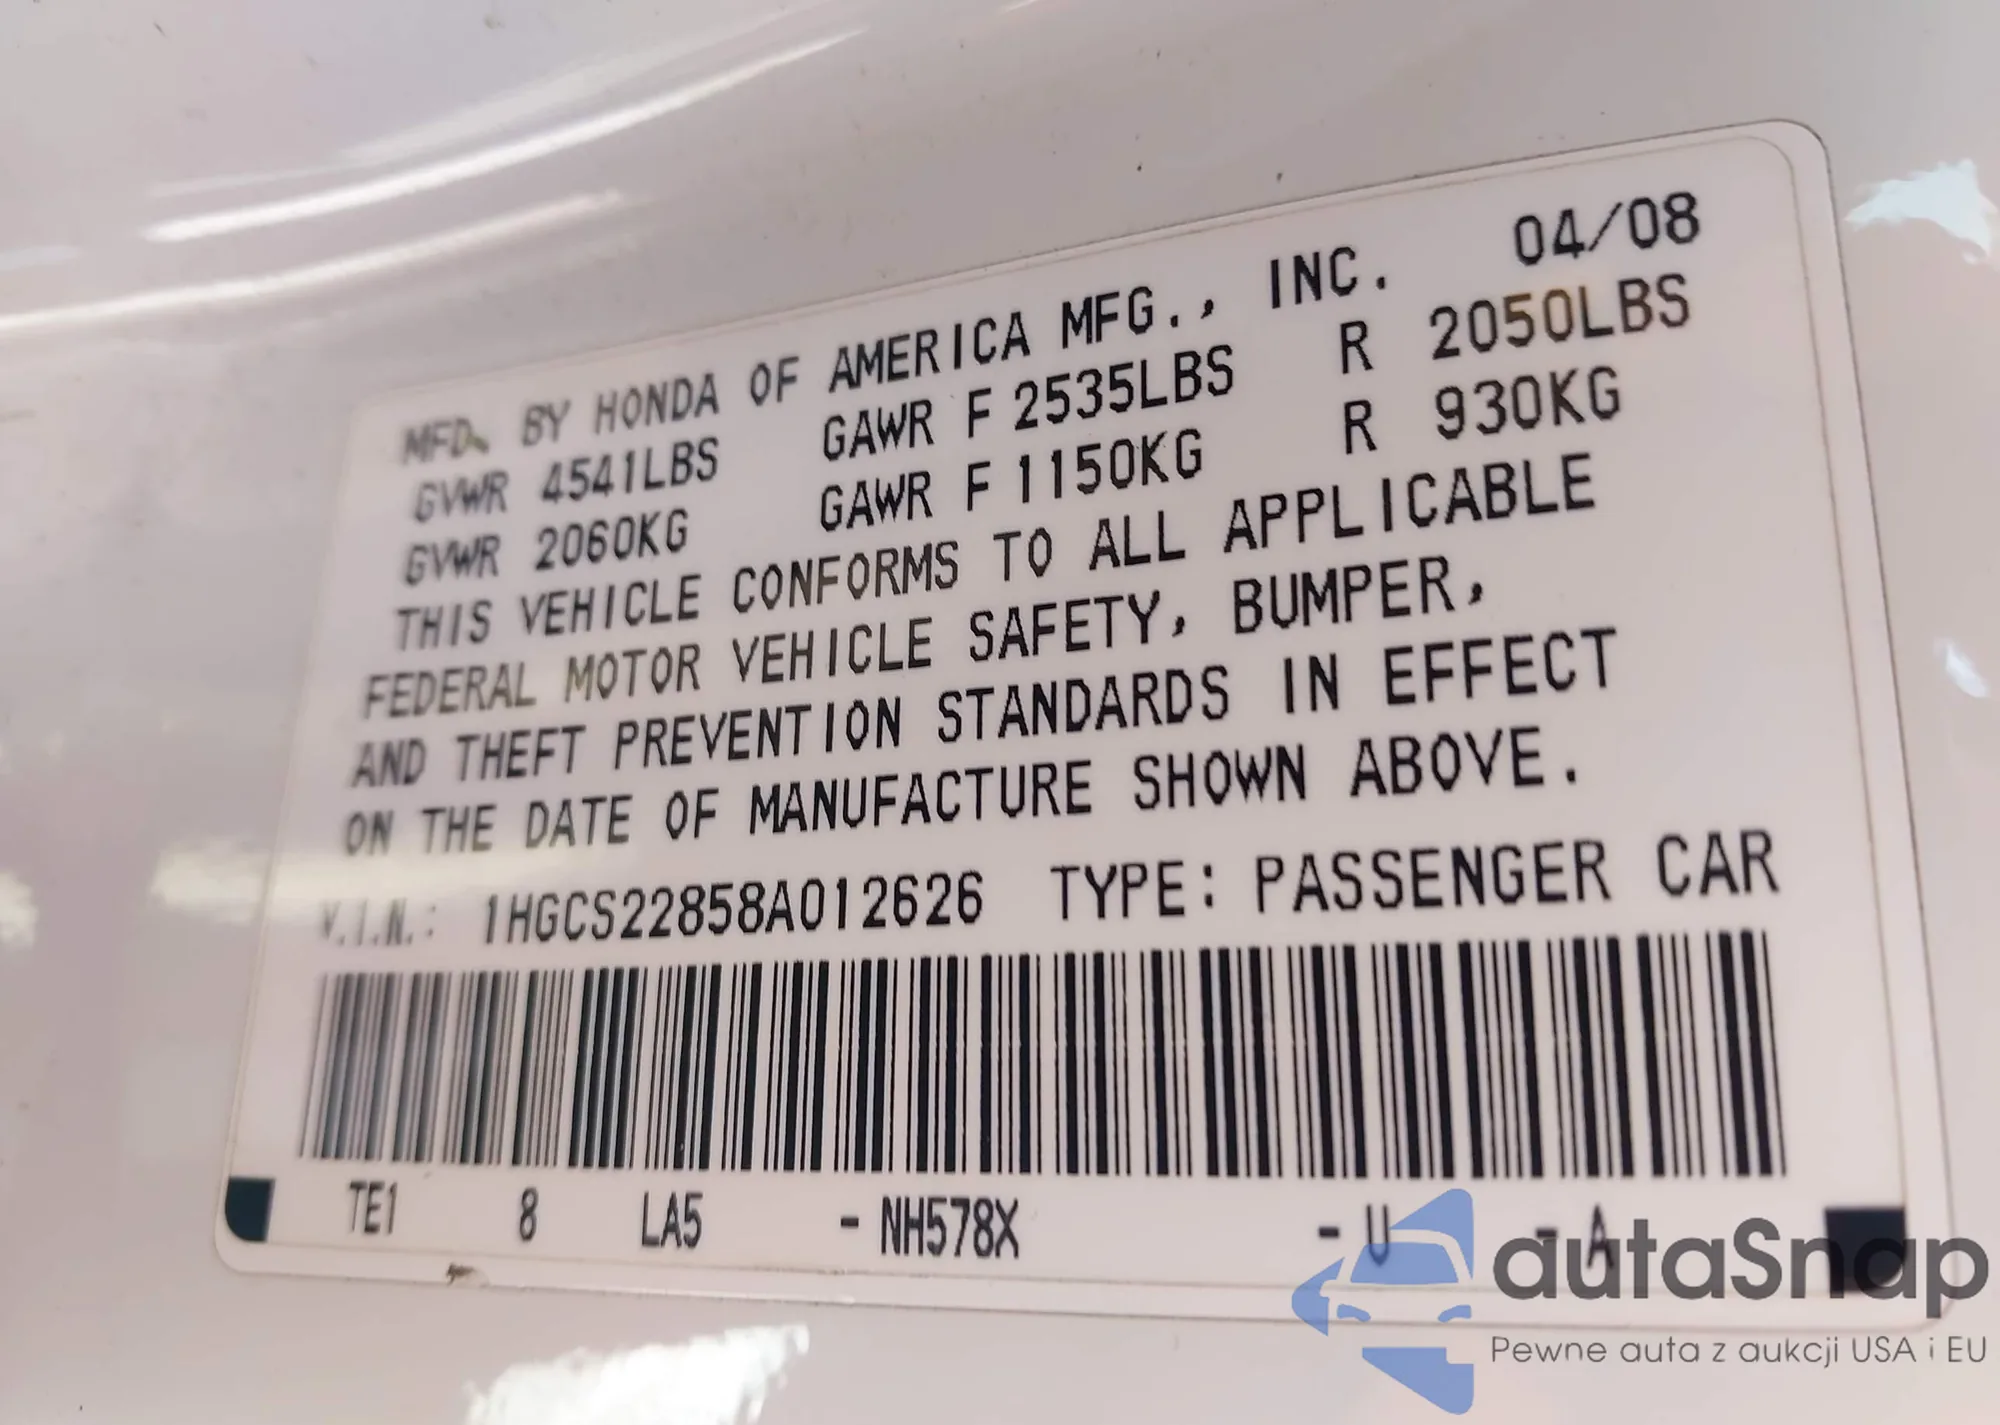 MFD. BY HONDA OF AMERICA MFG., INC. 04/08
GVWR 4541LBS GAWR F 2535LBS R 2050LBS
GVWR 2060KG GAWR F 1150KG R 930KG
THIS VEHICLE CONFORMS TO ALL APPLICABLE
FEDERAL MOTOR VEHICLE SAFETY, BUMPER,
AND THEFT PREVENTION STANDARDS IN EFFECT
ON THE DATE OF MANUFACTURE SHOWN ABOVE.
V.I.N.: 1HGCS22858A012626 TYPE: PASSENGER CAR
TE1 8 LA5 - NH578X - U - A
autaSnap
Pewne auta z aukcji USA i EU